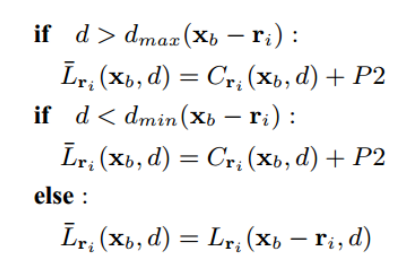 if d > d_{max}(x_b − r_i) :
L̄_{r_i}(x_b, d) = C_{r_i}(x_b, d) + P2
if d < d_{min}(x_b − r_i) :
L̄_{r_i}(x_b, d) = C_{r_i}(x_b, d) + P2
else :
L̄_{r_i}(x_b, d) = L_{r_i}(x_b − r_i, d)